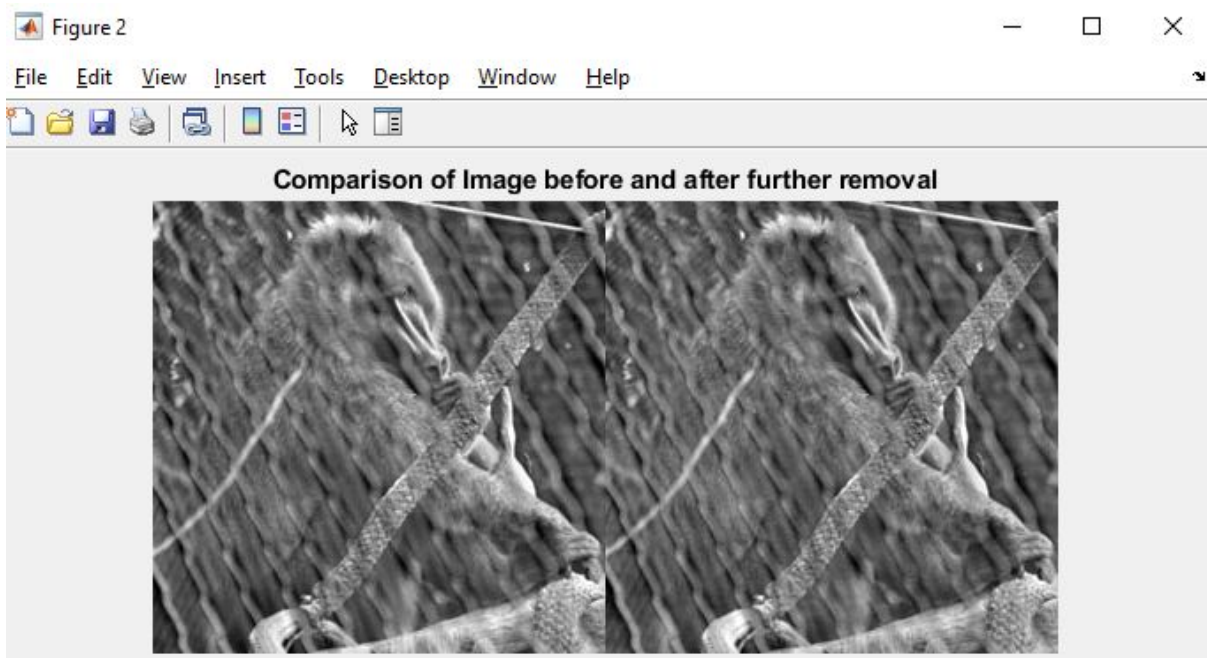 Figure 2
File Edit View Insert Tools Desktop Window Help
Comparison of Image before and after further removal